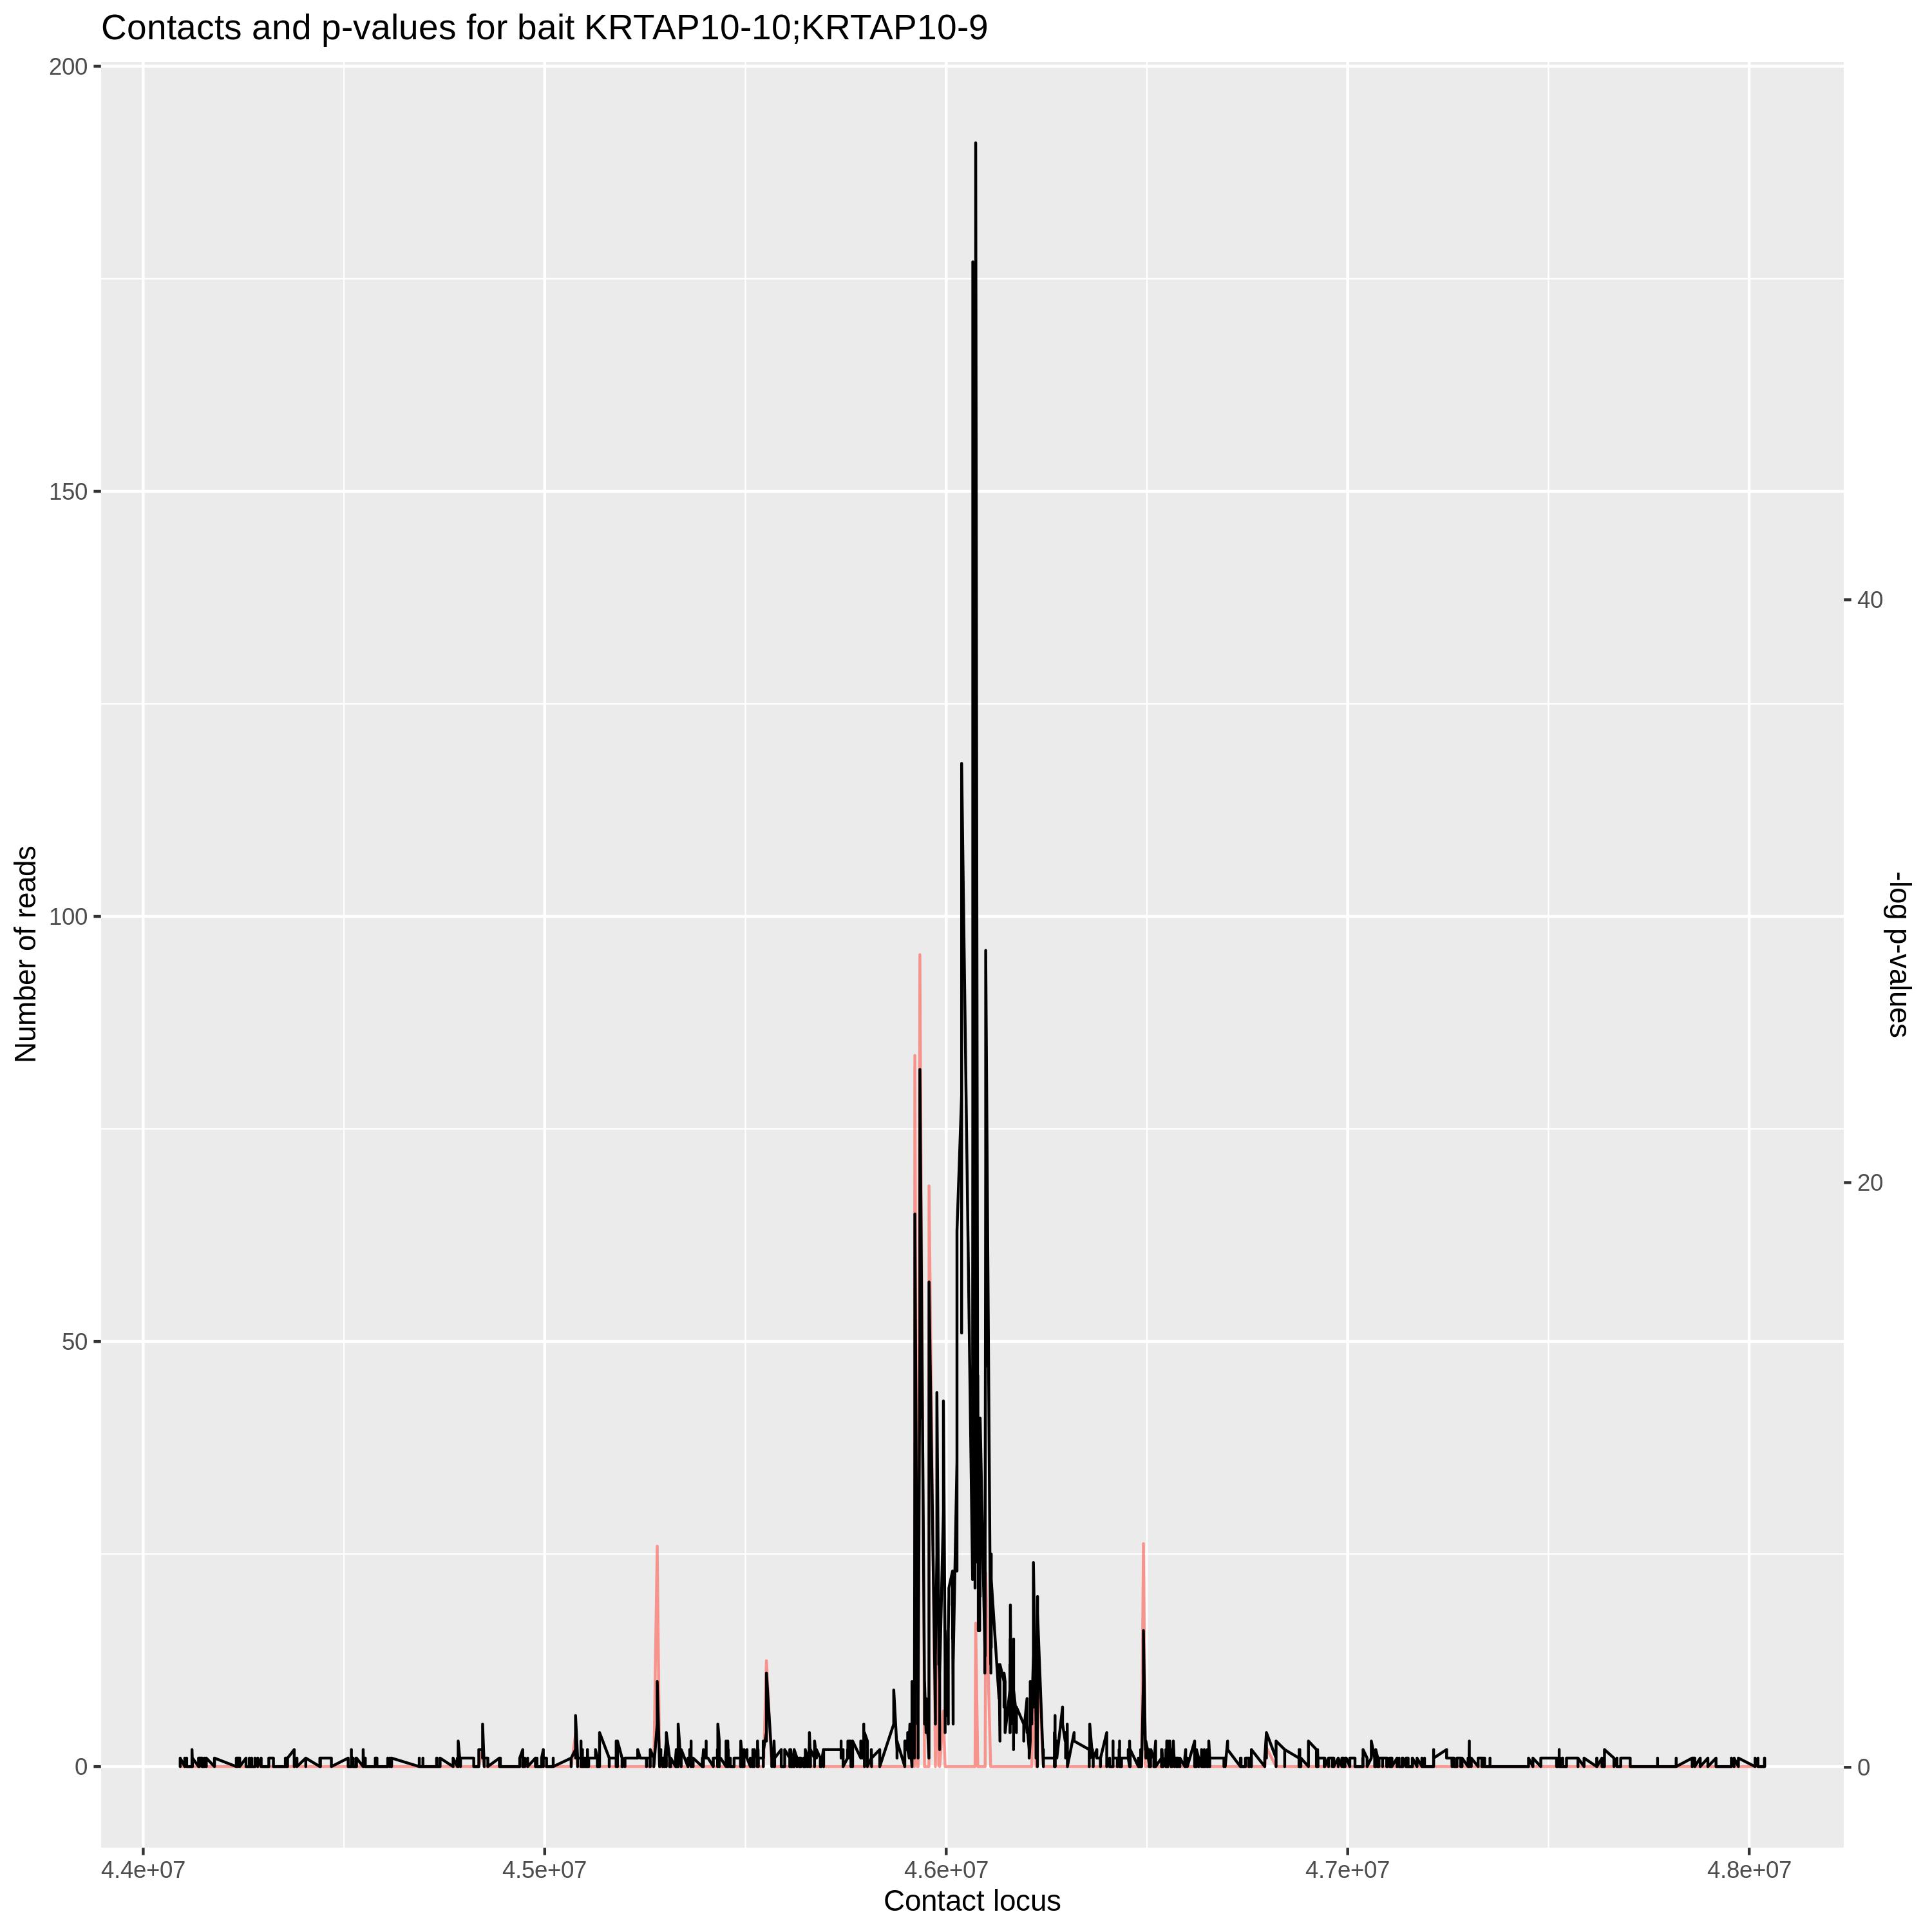 Contacts and p-values for bait KRTAP10-10;KRTAP10-9
200
150
100
50
0
Number of reads
40
20
0
-log p-values
4.4e+07
4.5e+07
4.6e+07
4.7e+07
4.8e+07
Contact locus